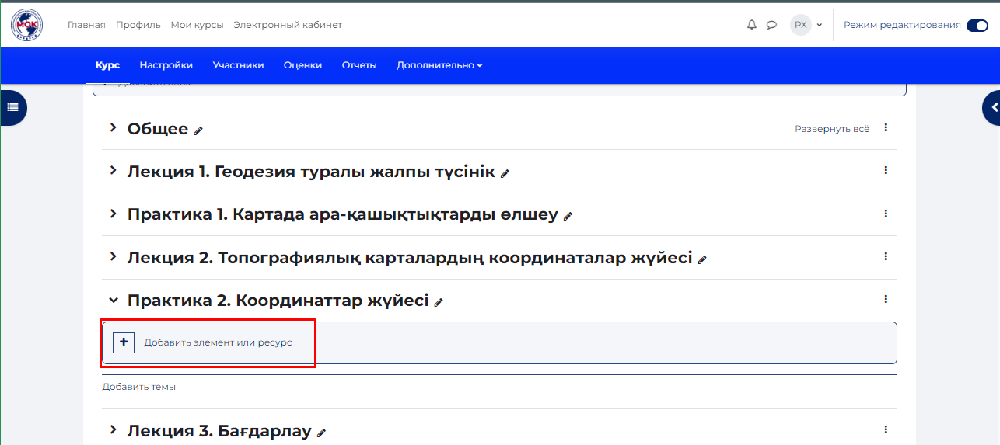 МОК
Главная Профиль Мои курсы Электронный кабинет
РХ
Режим редактирования
Курс Настройки Участники Оценки Отчеты Дополнительно
Общее
Развернуть всё
Лекция 1. Геодезия туралы жалпы түсінік
Практика 1. Картада ара-қашықтықтарды өлшеу
Лекция 2. Топографиялық карталардың координаталар жүйесі
Практика 2. Координаттар жүйесі
Добавить элемент или ресурс
Добавить темы
Лекция 3. Бағдарлау